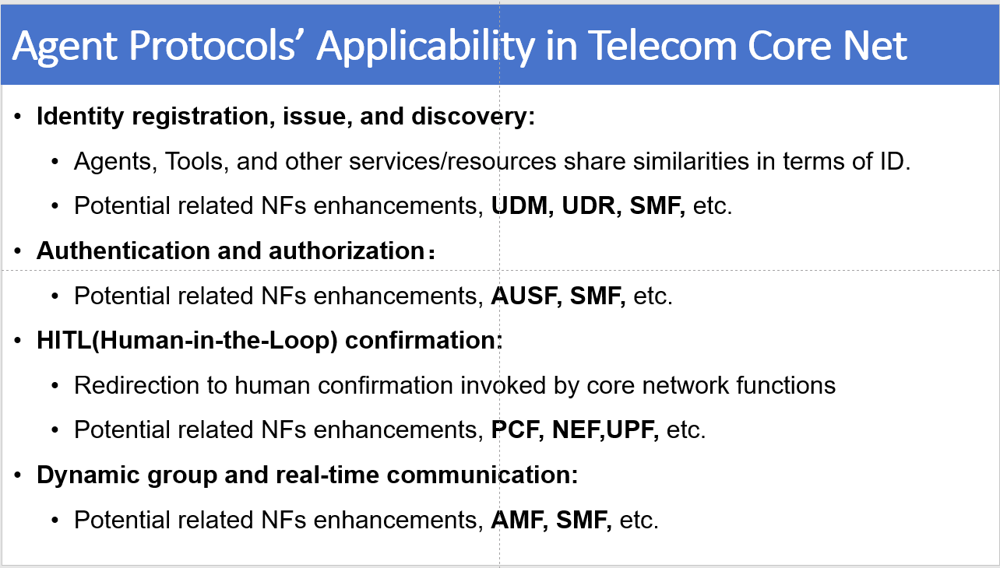 Agent Protocols’ Applicability in Telecom Core Net
• Identity registration, issue, and discovery:
• Agents, Tools, and other services/resources share similarities in terms of ID.
• Potential related NFs enhancements, UDM, UDR, SMF, etc.
• Authentication and authorization：
• Potential related NFs enhancements, AUSF, SMF, etc.
• HITL(Human-in-the-Loop) confirmation:
• Redirection to human confirmation invoked by core network functions
• Potential related NFs enhancements, PCF, NEF,UPF, etc.
• Dynamic group and real-time communication:
• Potential related NFs enhancements, AMF, SMF, etc.